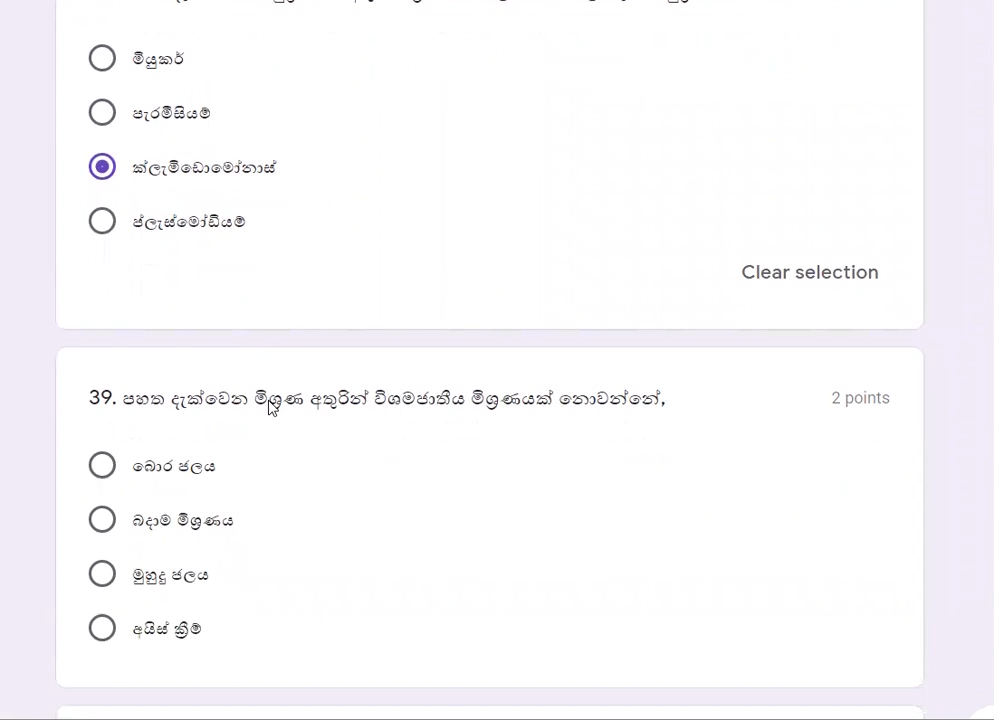 මීයුකර්
පැරමීසියම්
ක්ලැමිඩොමෝනාස්
ප්ලැස්මෝඩියම්
Clear selection
39. පහත දැක්වෙන මිශ්‍රණ අතුරින් විශමජාතීය මිශ්‍රණයක් නොවන්නේ,
2 points
බොර ජලය
බදාම මිශ්‍රණය
මුහුදු ජලය
අයිස් ක්‍රීම්